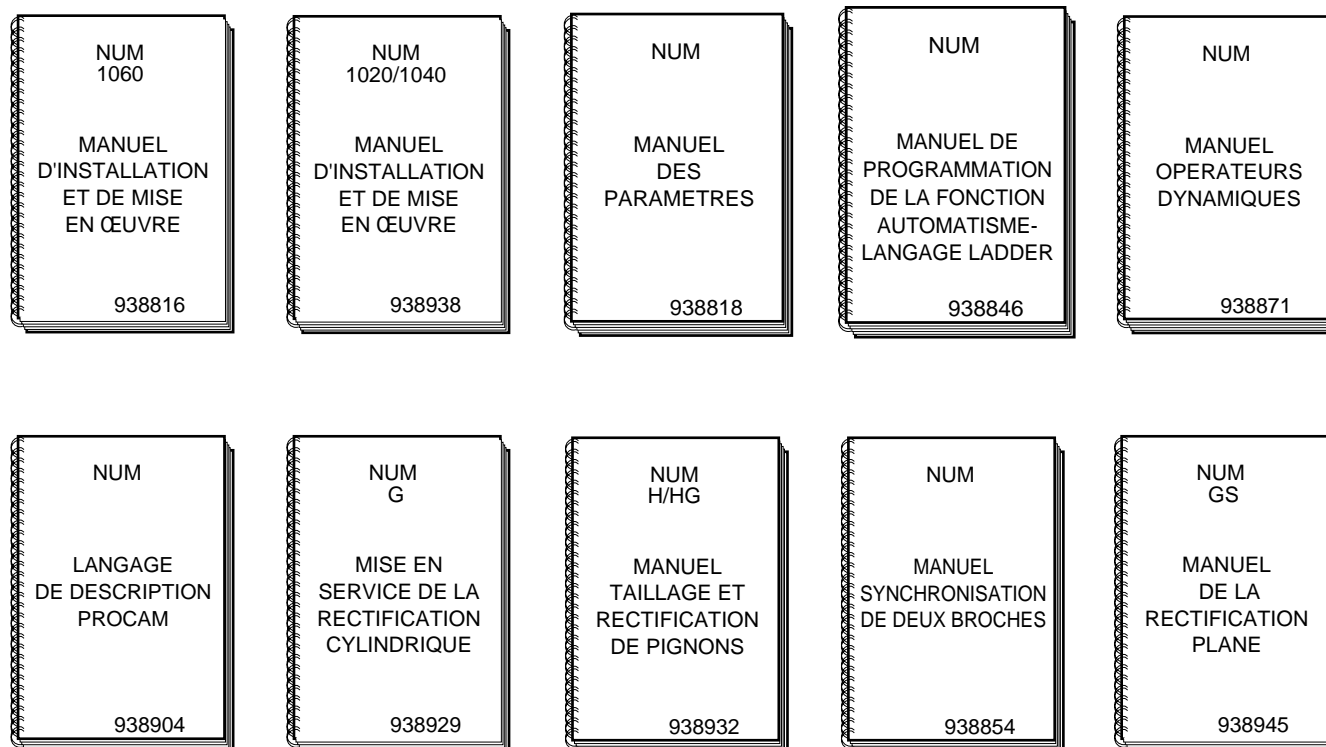 NUM
1060
MANUEL
D'INSTALLATION
ET DE MISE
EN ŒUVRE
938816
NUM
1020/1040
MANUEL
D'INSTALLATION
ET DE MISE
EN ŒUVRE
938938
NUM
MANUEL
DES
PARAMETRES
938818
NUM
MANUEL DE
PROGRAMMATION
DE LA FONCTION
AUTOMATISME-
LANGAGE LADDER
938846
NUM
MANUEL
OPERATEURS
DYNAMIQUES
938871
NUM
LANGAGE
DE DESCRIPTION
PROCAM
938904
NUM
G
MISE EN
SERVICE DE LA
RECTIFICATION
CYLINDRIQUE
938929
NUM
H/HG
MANUEL
TAILLAGE ET
RECTIFICATION
DE PIGNONS
938932
NUM
MANUEL
SYNCHRONISATION
DE DEUX BROCHES
938854
NUM
GS
MANUEL
DE LA
RECTIFICATION
PLANE
938945